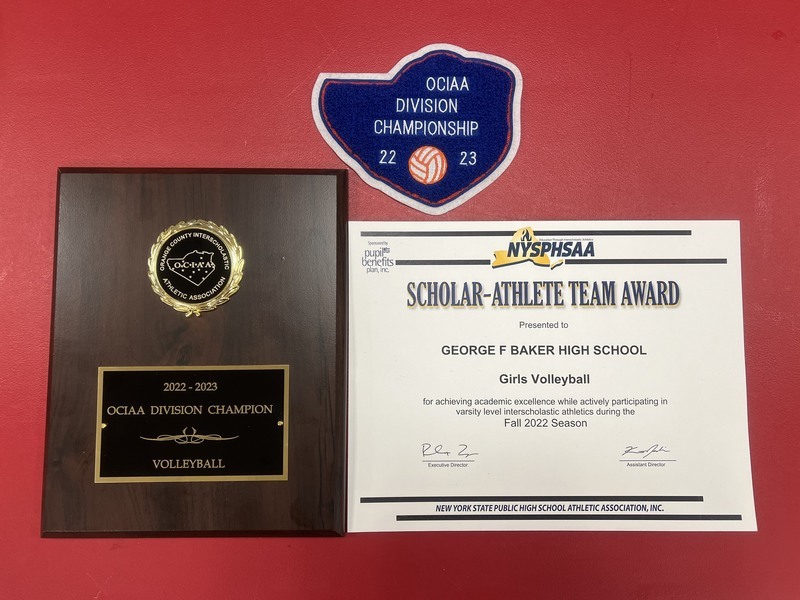 OCIAA
DIVISION
CHAMPIONSHIP
22 23
ORANGE COUNTY INTERSCHOLASTIC
O.C.I.A.A.
ATHLETIC ASSOCIATION
2022 - 2023
OCIAA DIVISION CHAMPION
VOLLEYBALL
Sponsored by
pupil
benefits
plan, inc.
NYSPHSAA
SCHOLAR-ATHLETE TEAM AWARD
Presented to
GEORGE F BAKER HIGH SCHOOL
Girls Volleyball
for achieving academic excellence while actively participating in
varsity level interscholastic athletics during the
Fall 2022 Season
Executive Director
Assistant Director
NEW YORK STATE PUBLIC HIGH SCHOOL ATHLETIC ASSOCIATION, INC.